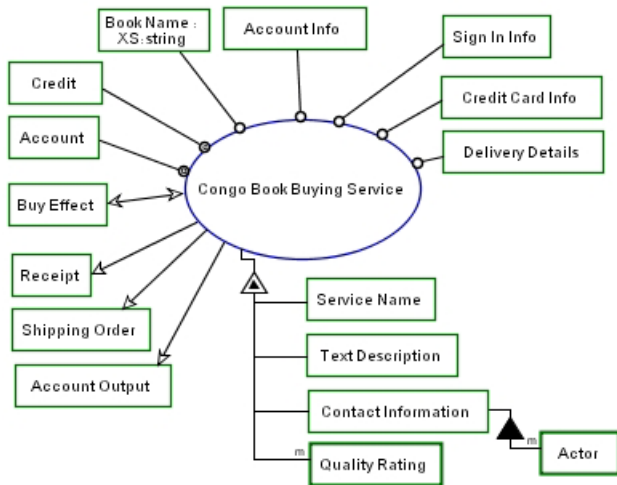 Book Name :
XS:string
Account Info
Sign In Info
Credit
Credit Card Info
Account
Delivery Details
Congo Book Buying Service
Buy Effect
Receipt
Service Name
Shipping Order
Text Description
Account Output
Contact Information
m
Actor
m
Quality Rating